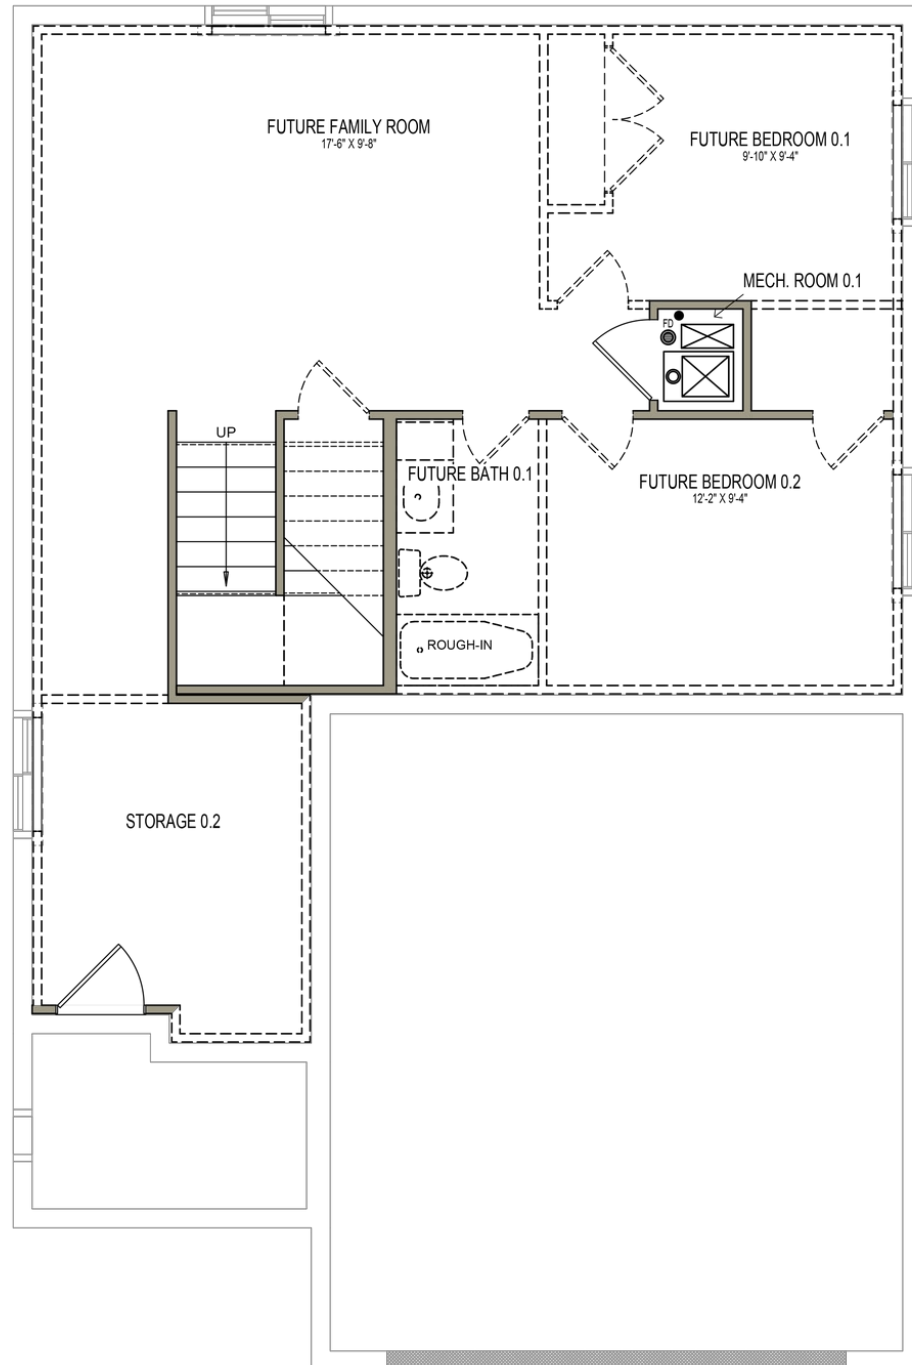 FUTURE FAMILY ROOM
17'-6" X 9'-8"
FUTURE BEDROOM 0.1
9'-10" X 9'-4"
MECH. ROOM 0.1
FD
UP
FUTURE BATH 0.1
FUTURE BEDROOM 0.2
12'-2" X 9'-4"
ROUGH-IN
STORAGE 0.2